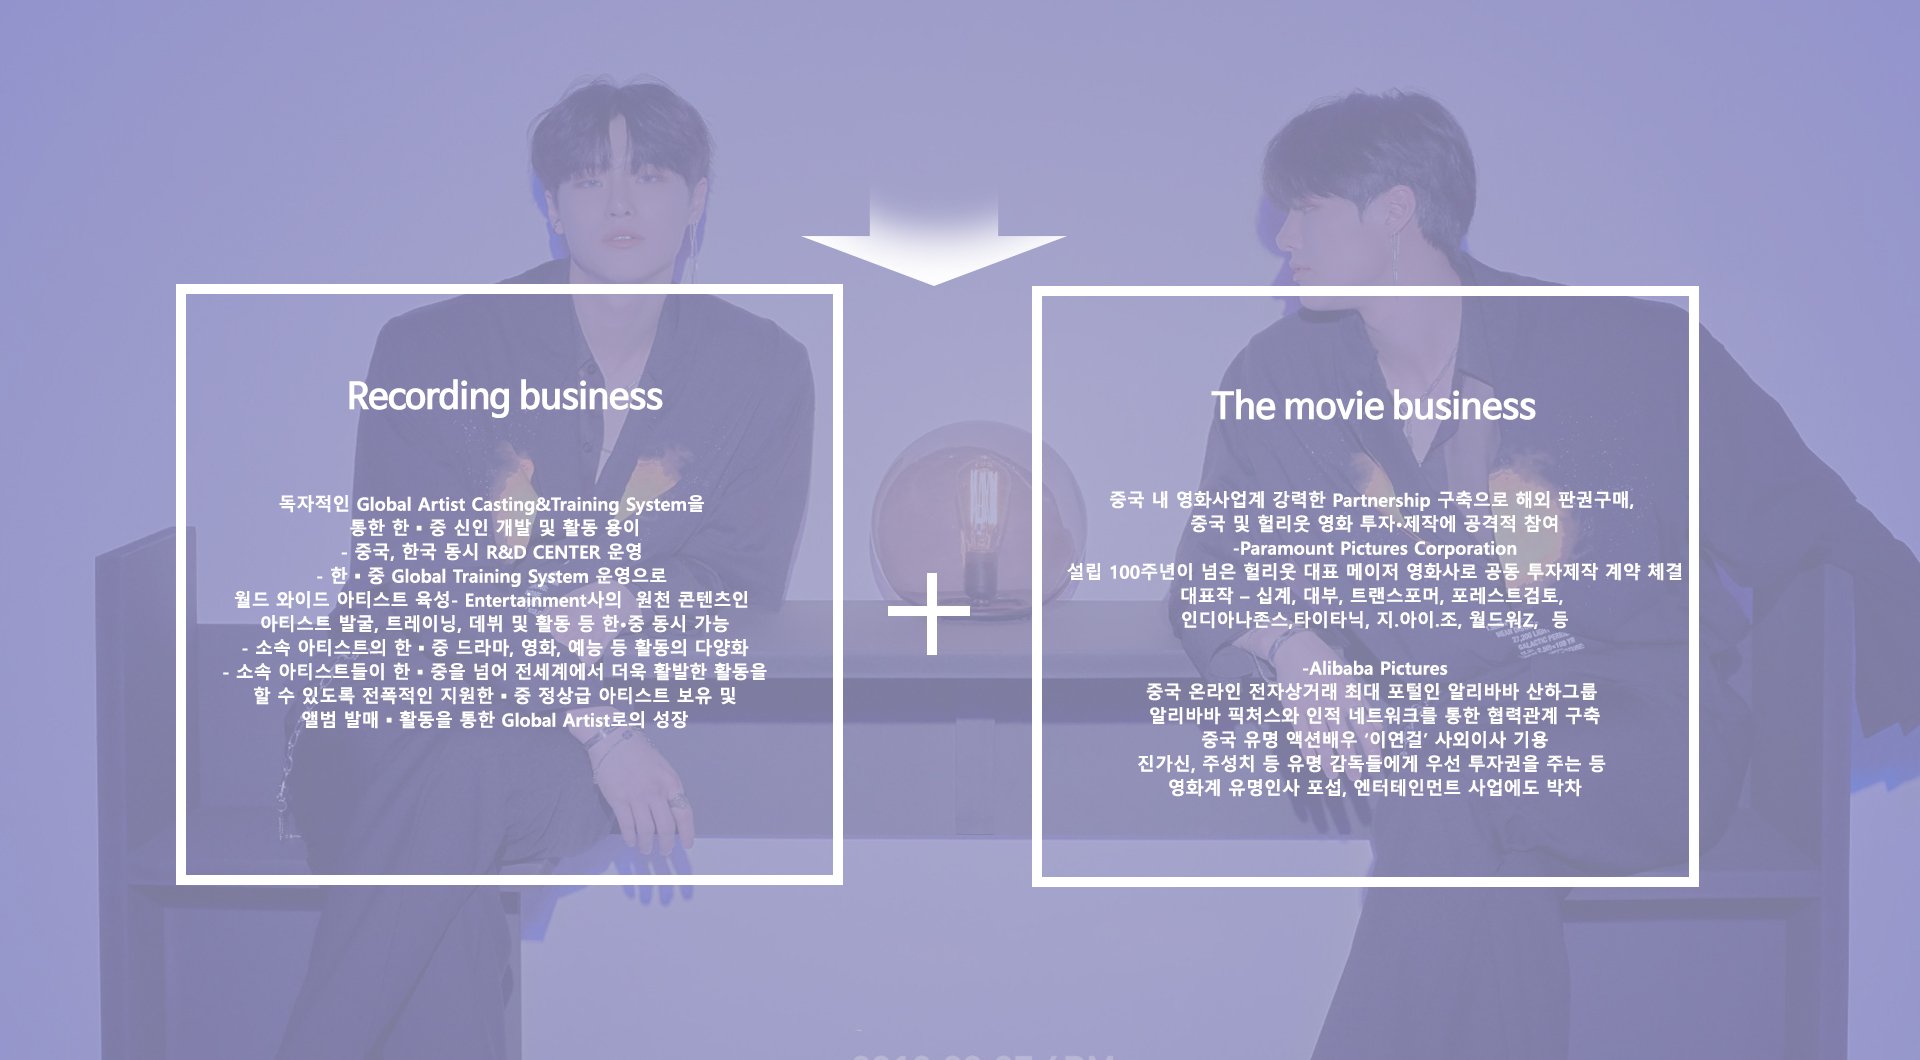 Recording business
독자적인 Global Artist Casting&Training System을
통한 한 ▪ 중 신인 개발 및 활동 용이
- 중국, 한국 동시 R&D CENTER 운영
- 한 ▪ 중 Global Training System 운영으로
월드 와이드 아티스트 육성- Entertainment사의  원천 콘텐츠인
아티스트 발굴, 트레이닝, 데뷔 및 활동 등 한•중 동시 가능
- 소속 아티스트의 한 ▪ 중 드라마, 영화, 예능 등 활동의 다양화
- 소속 아티스트들이 한 ▪ 중을 넘어 전세계에서 더욱 활발한 활동을
할 수 있도록 전폭적인 지원한 ▪ 중 정상급 아티스트 보유 및
앨범 발매 ▪ 활동을 통한 Global Artist로의 성장
The movie business
중국 내 영화사업계 강력한 Partnership 구축으로 해외 판권구매,
중국 및 헐리웃 영화 투자•제작에 공격적 참여
-Paramount Pictures Corporation
설립 100주년이 넘은 헐리웃 대표 메이저 영화사로 공동 투자제작 계약 체결
대표작 – 십계, 대부, 트랜스포머, 포레스트검토,
인디아나존스,타이타닉, 지.아이.조, 월드워Z,  등
-Alibaba Pictures
중국 온라인 전자상거래 최대 포털인 알리바바 산하그룹
알리바바 픽처스와 인적 네트워크를 통한 협력관계 구축
중국 유명 액션배우 ‘이연걸’ 사외이사 기용
진가신, 주성치 등 유명 감독들에게 우선 투자권을 주는 등
영화계 유명인사 포섭, 엔터테인먼트 사업에도 박차